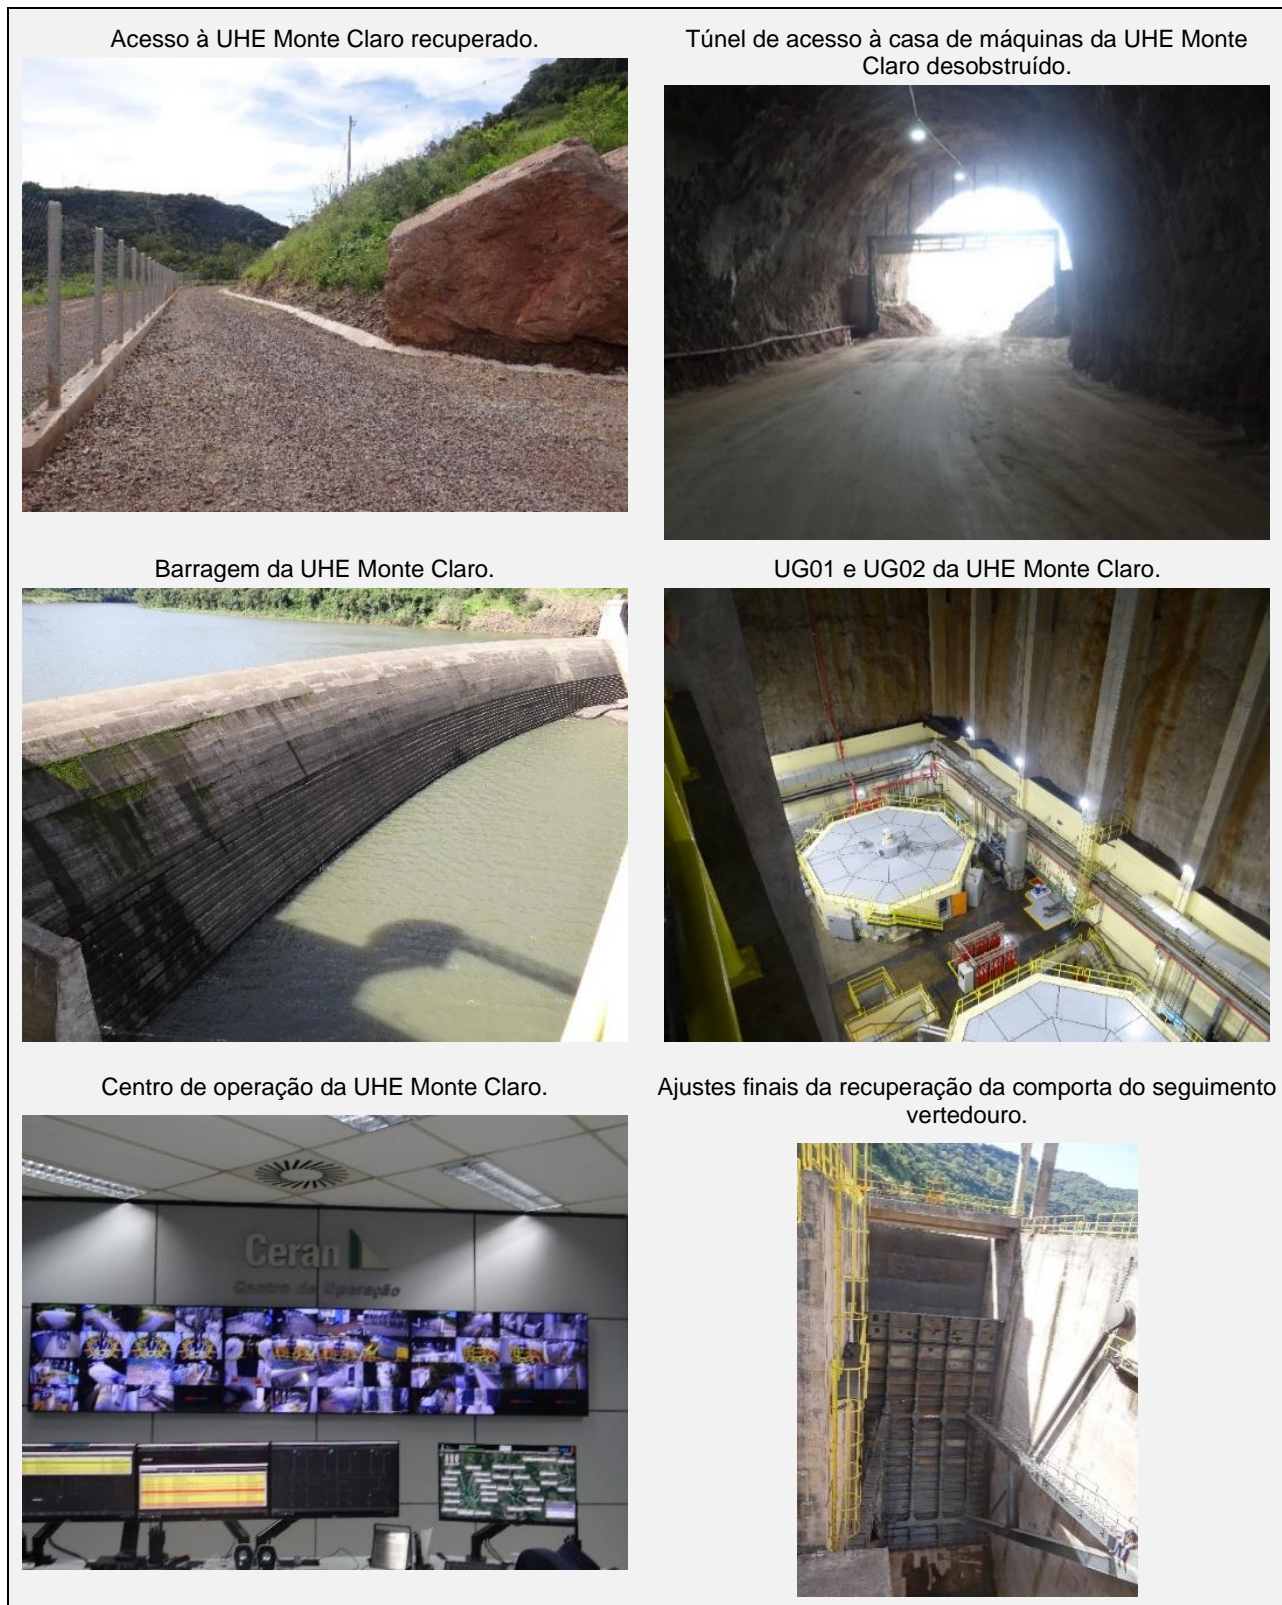 Acesso à UHE Monte Claro recuperado.
Túnel de acesso à casa de máquinas da UHE Monte
Claro desobstruído.
Barragem da UHE Monte Claro.
UG01 e UG02 da UHE Monte Claro.
Centro de operação da UHE Monte Claro.
Ajustes finais da recuperação da comporta do seguimento
vertedouro.
Ceran
Centro de Operação